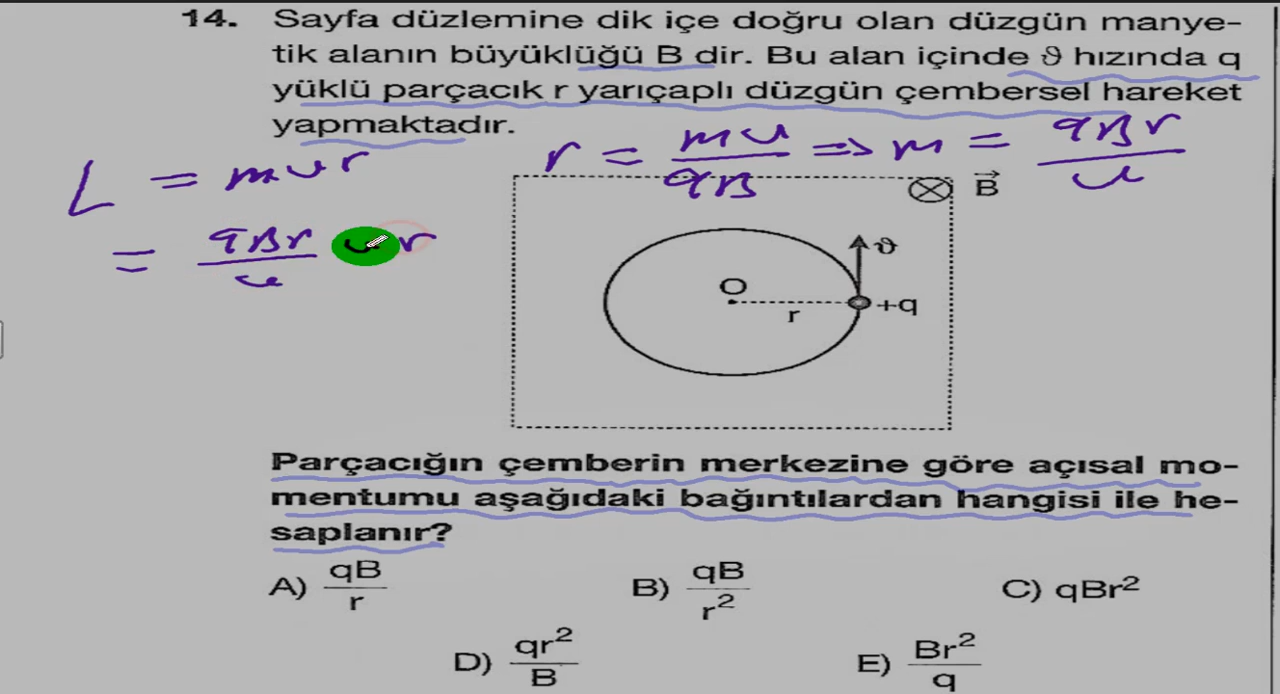 14. Sayfa düzlemine dik içe doğru olan düzgün manye-
tik alanın büyüklüğü B dir. Bu alan içinde ϑ hızında q
yüklü parçacık r yarıçaplı düzgün çembersel hareket
yapmaktadır.
L = mυr
r = mυ/qB => m = qBr/υ
= qBr/υ υ r
B
ϑ
O
r
+q
Parçacığın çemberin merkezine göre açısal mo-
mentumu aşağıdaki bağıntılardan hangisi ile he-
saplanır?
A) qB/r B) qB/r² C) qBr²
D) qr²/B E) Br²/q